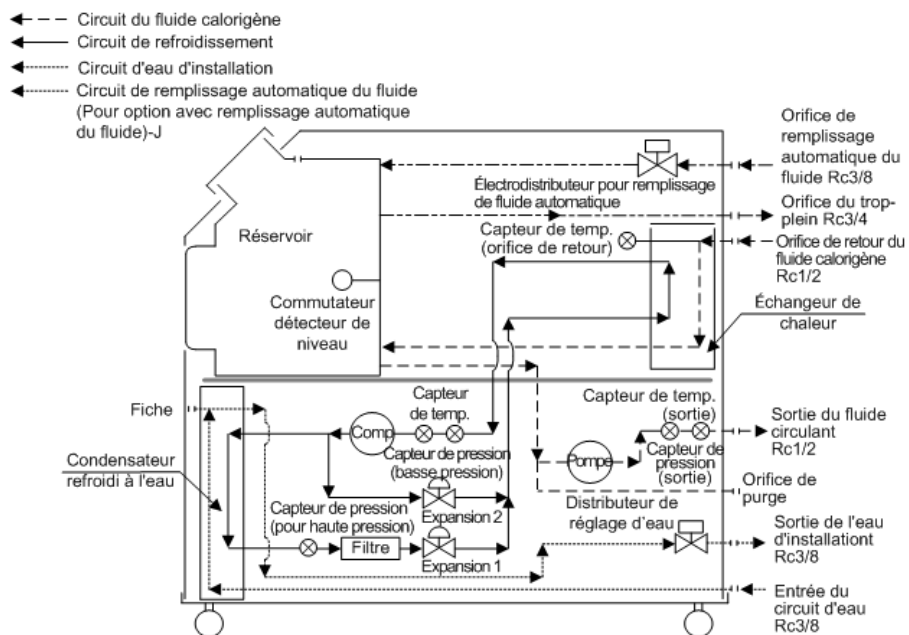 Circuit du fluide calorigène
Circuit de refroidissement
Circuit d'eau d'installation
Circuit de remplissage automatique du fluide
(Pour option avec remplissage automatique
du fluide)-J
Orifice de
remplissage
automatique du
fluide Rc3/8
Électrodistributeur pour remplissage
de fluide automatique
Orifice du trop-
plein Rc3/4
Réservoir
Capteur de temp.
(orifice de retour)
Orifice de retour du
fluide calorigène
Rc1/2
Commutateur
détecteur de
niveau
Échangeur de
chaleur
Fiche
Capteur
de temp.
Capteur de temp.
(sortie)
Sortie du fluide
circulant
Rc1/2
Comp
Capteur de pression
(basse pression)
Pompe
Capteur de
pression
(sortie)
Condensateur
refroidi à l'eau
Orifice de
purge
Capteur de pression
(pour haute pression)
Expansion 2
Distributeur de
réglage d'eau
Filtre
Expansion 1
Sortie de l'eau
d'installationt
Rc3/8
Entrée du
circuit d'eau
Rc3/8